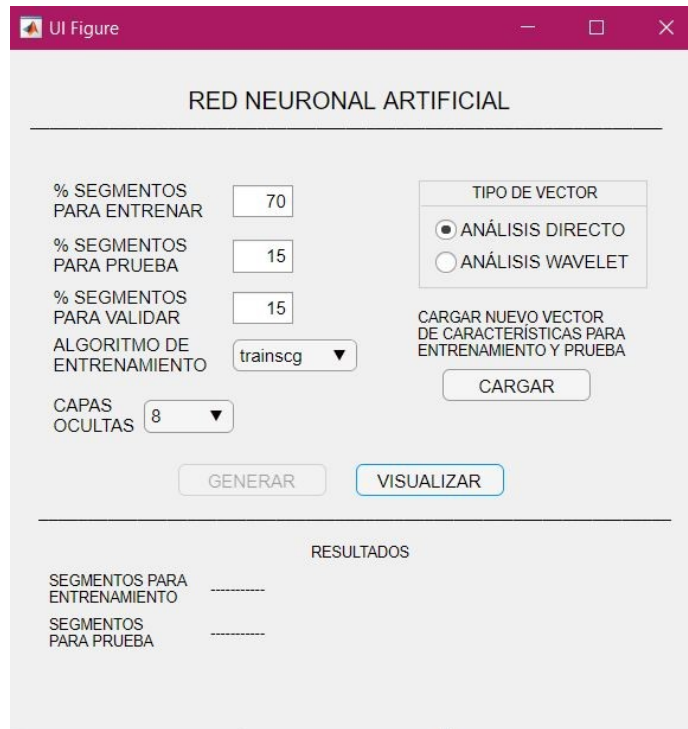 UI Figure
RED NEURONAL ARTIFICIAL
% SEGMENTOS
PARA ENTRENAR
70
% SEGMENTOS
PARA PRUEBA
15
% SEGMENTOS
PARA VALIDAR
15
ALGORITMO DE
ENTRENAMIENTO
trainscg
CAPAS
OCULTAS
8
TIPO DE VECTOR
ANÁLISIS DIRECTO
ANÁLISIS WAVELET
CARGAR NUEVO VECTOR
DE CARACTERÍSTICAS PARA
ENTRENAMIENTO Y PRUEBA
CARGAR
GENERAR
VISUALIZAR
RESULTADOS
SEGMENTOS PARA
ENTRENAMIENTO
-----------
SEGMENTOS
PARA PRUEBA
-----------